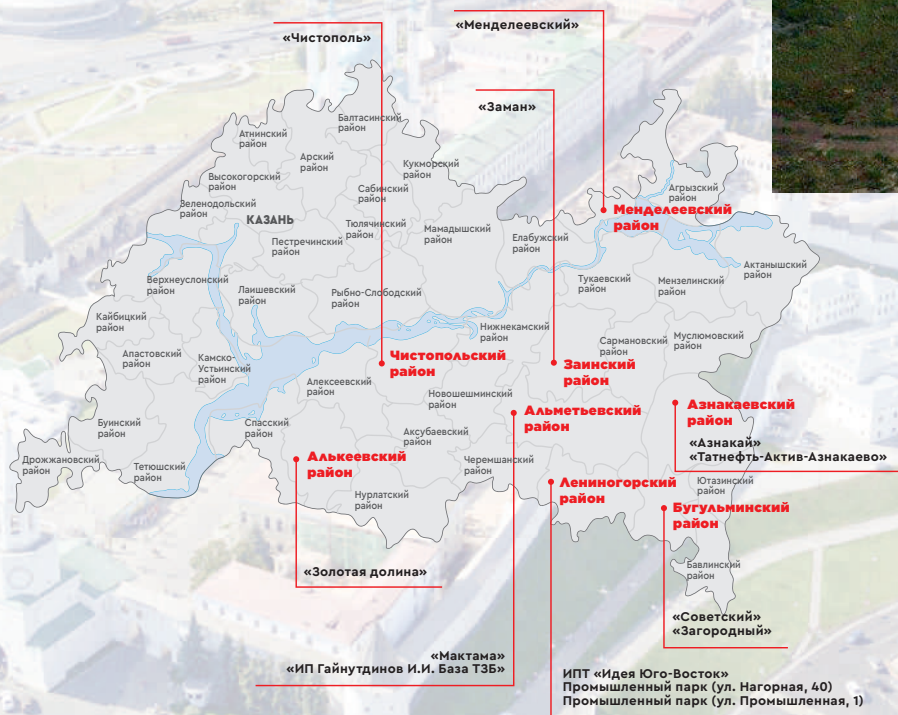 «Чистополь»
«Менделеевский»
«Заман»
Балтасинский
район
Атнинский
район
Арский
район
Кукморский
район
Высокогорский
район
Сабинский
район
Агрызский
район
Зеленодольский
район
КАЗАНЬ
Менделеевский
район
Тюлячинский
район
Мамадышский
район
Елабужский
район
Пестречинский
район
Актанышский
район
Верхнеуслонский
район
Лаишевский
район
Рыбно-Слободский
район
Тукаевский
район
Мензелинский
район
Кайбицкий
район
Нижнекамский
район
Сармановский
район
Муслюмовский
район
Апастовский
район
Камско-
Устьинский
район
Чистопольский
район
Заинский
район
Алексеевский
район
Новошешминский
район
Альметьевский
район
Азнакаевский
район
«Азнакай»
«Татнефть-Актив-Азнакаево»
Буинский
район
Спасский
район
Аксубаевский
район
Дрожжановский
район
Тетюшский
район
Алькеевский
район
Черемшанский
район
Лениногорский
район
Ютазинский
район
Нурлатский
район
Бугульминский
район
Бавлинский
район
«Золотая долина»
«Советский»
«Загородный»
«Мактама»
«ИП Гайнутдинов И.И. База ТЗБ»
ИПТ «Идея Юго-Восток»
Промышленный парк (ул. Нагорная, 40)
Промышленный парк (ул. Промышленная, 1)